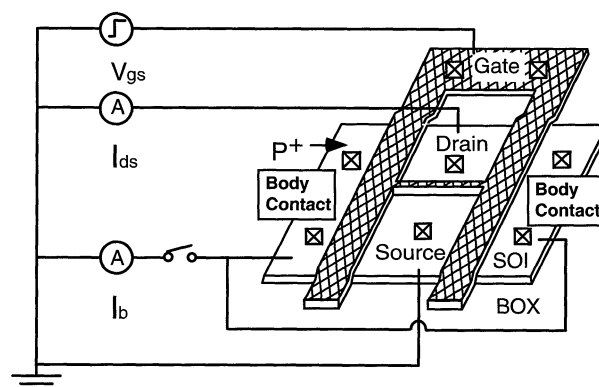 Vgs
Gate
A
Ids
P+
Drain
Body
Contact
Body
Contact
A
Source
SOI
Ib
BOX